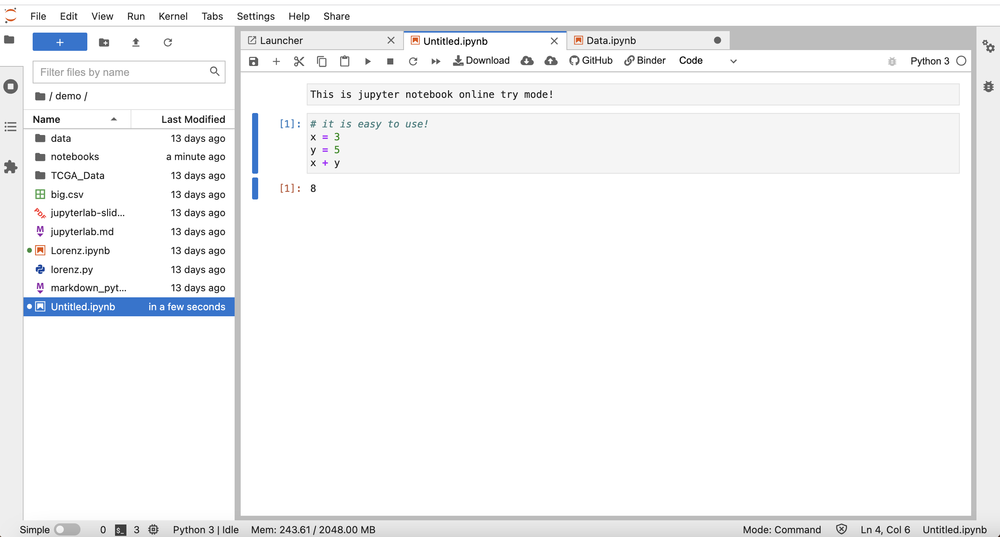 File Edit View Run Kernel Tabs Settings Help Share
+
Filter files by name
/ demo /
Name Last Modified
data 13 days ago
notebooks a minute ago
TCGA_Data 13 days ago
big.csv 13 days ago
PDF jupyterlab-slid... 13 days ago
M jupyterlab.md 13 days ago
Lorenz.ipynb 13 days ago
lorenz.py 13 days ago
M markdown_pyt... 13 days ago
Untitled.ipynb in a few seconds
Launcher Untitled.ipynb Data.ipynb
Download GitHub Binder Code Python 3
This is jupyter notebook online try mode!
[1]: # it is easy to use!
x = 3
y = 5
x + y
[1]: 8
Simple 0 $_ 3 Python 3 | Idle Mem: 243.61 / 2048.00 MB Mode: Command Ln 4, Col 6 Untitled.ipynb